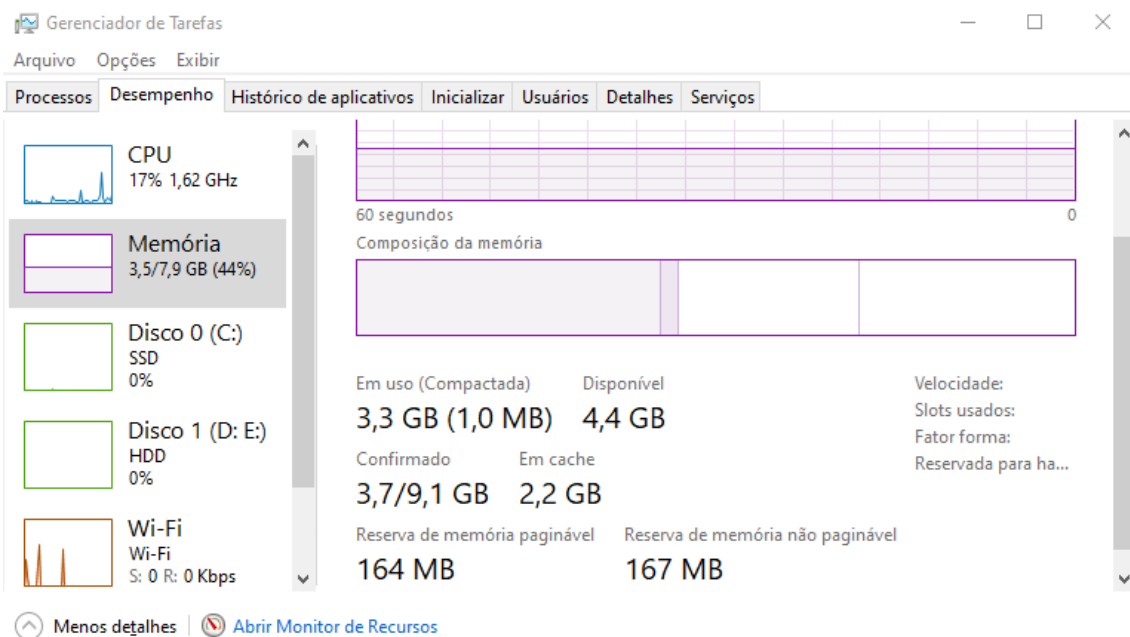 Gerenciador de Tarefas
Arquivo Opções Exibir
Processos Desempenho Histórico de aplicativos Inicializar Usuários Detalhes Serviços
CPU
17% 1,62 GHz
Memória
3,5/7,9 GB (44%)
Disco 0 (C:)
SSD
0%
Disco 1 (D: E:)
HDD
0%
Wi-Fi
Wi-Fi
S: 0 R: 0 Kbps
60 segundos 0
Composição da memória
Em uso (Compactada) Disponível
3,3 GB (1,0 MB) 4,4 GB
Confirmado Em cache
3,7/9,1 GB 2,2 GB
Reserva de memória paginável Reserva de memória não paginável
164 MB 167 MB
Velocidade:
Slots usados:
Fator forma:
Reservada para ha...
Menos detalhes Abrir Monitor de Recursos